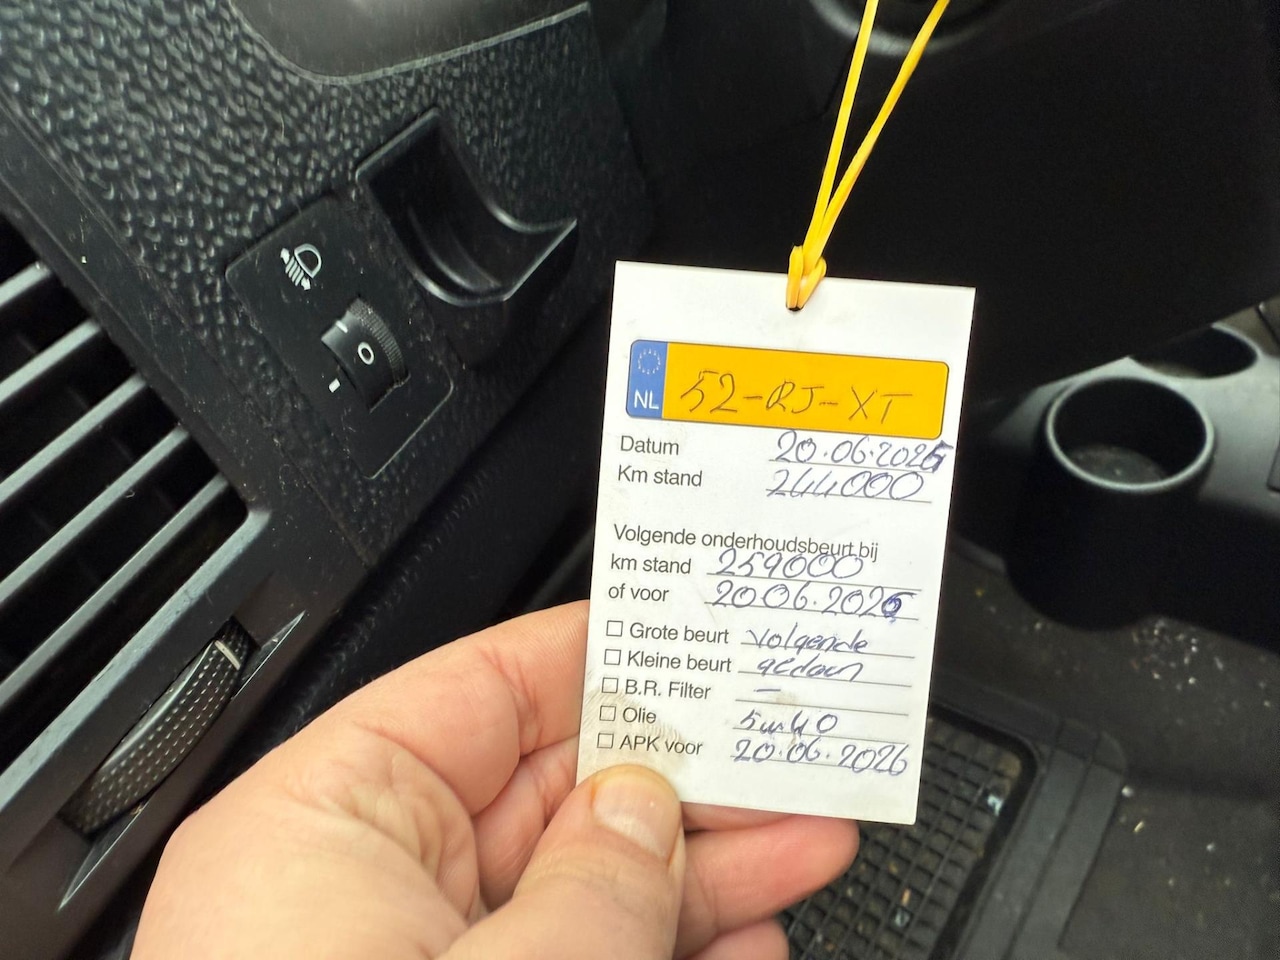 NL 52-RJ-XT
Datum 20.06.2025
Km stand 244000
Volgende onderhoudsbeurt bij
km stand 259000
of voor 20 06.2026
Grote beurt Volgende
Kleine beurt gedaan
B.R. Filter –
Olie 5w40
APK voor 20.06.2026